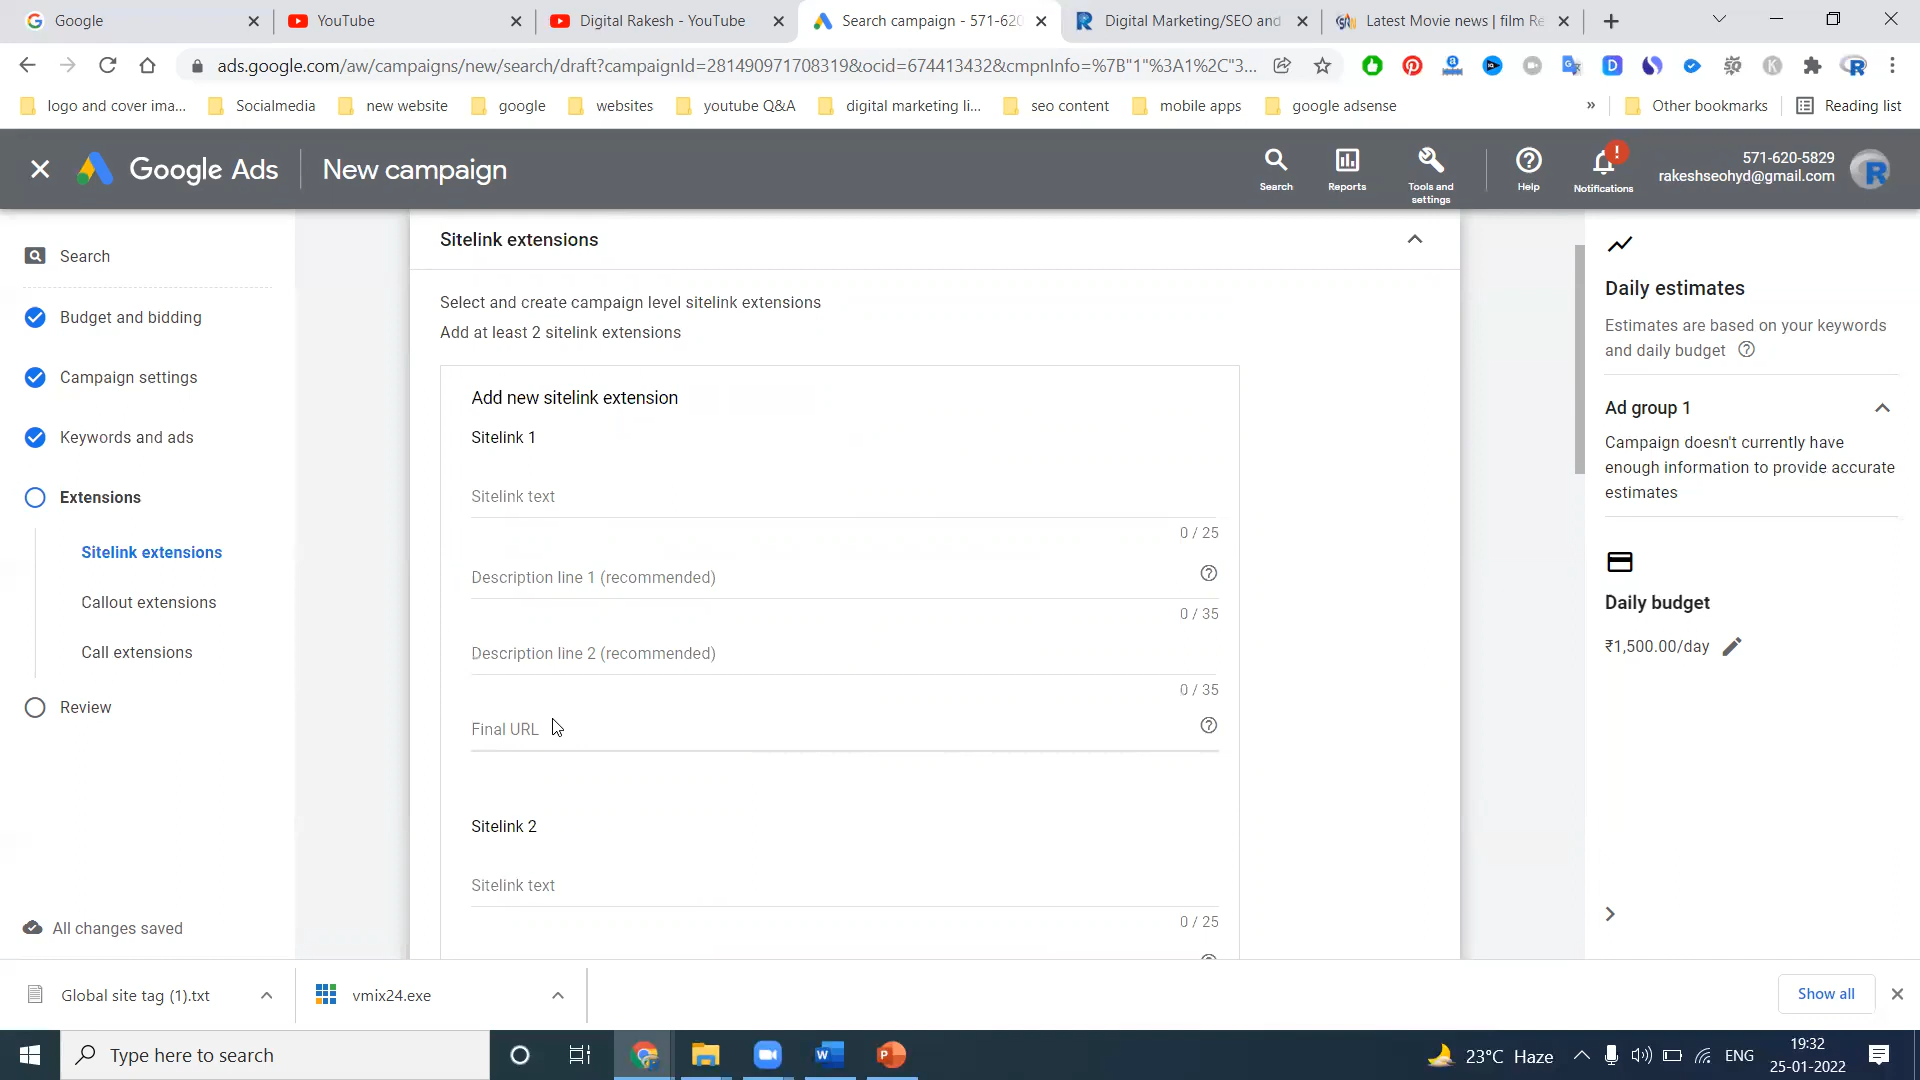 Google
YouTube
Digital Rakesh - YouTube
Search campaign - 571-620
Digital Marketing/SEO and
Latest Movie news | film Re
ads.google.com/aw/campaigns/new/search/draft?campaignId=281490971708319&ocid=674413432&cmpnInfo=%7B"1"%3A1%2C"3...
logo and cover ima...
Socialmedia
new website
google
websites
youtube Q&A
digital marketing li...
seo content
mobile apps
google adsense
»
Other bookmarks
Reading list
Google Ads
New campaign
Search
Reports
Tools and settings
Help
Notifications
571-620-5829
rakeshseohyd@gmail.com
Search
Budget and bidding
Campaign settings
Keywords and ads
Extensions
Sitelink extensions
Callout extensions
Call extensions
Review
All changes saved
Sitelink extensions
Select and create campaign level sitelink extensions
Add at least 2 sitelink extensions
Add new sitelink extension
Sitelink 1
Sitelink text
0 / 25
Description line 1 (recommended)
0 / 35
Description line 2 (recommended)
0 / 35
Final URL
Sitelink 2
Sitelink text
0 / 25
Daily estimates
Estimates are based on your keywords
and daily budget
Ad group 1
Campaign doesn't currently have
enough information to provide accurate
estimates
Daily budget
₹1,500.00/day
Global site tag (1).txt
vmix24.exe
Show all
Type here to search
23°C Haze
ENG
19:32
25-01-2022